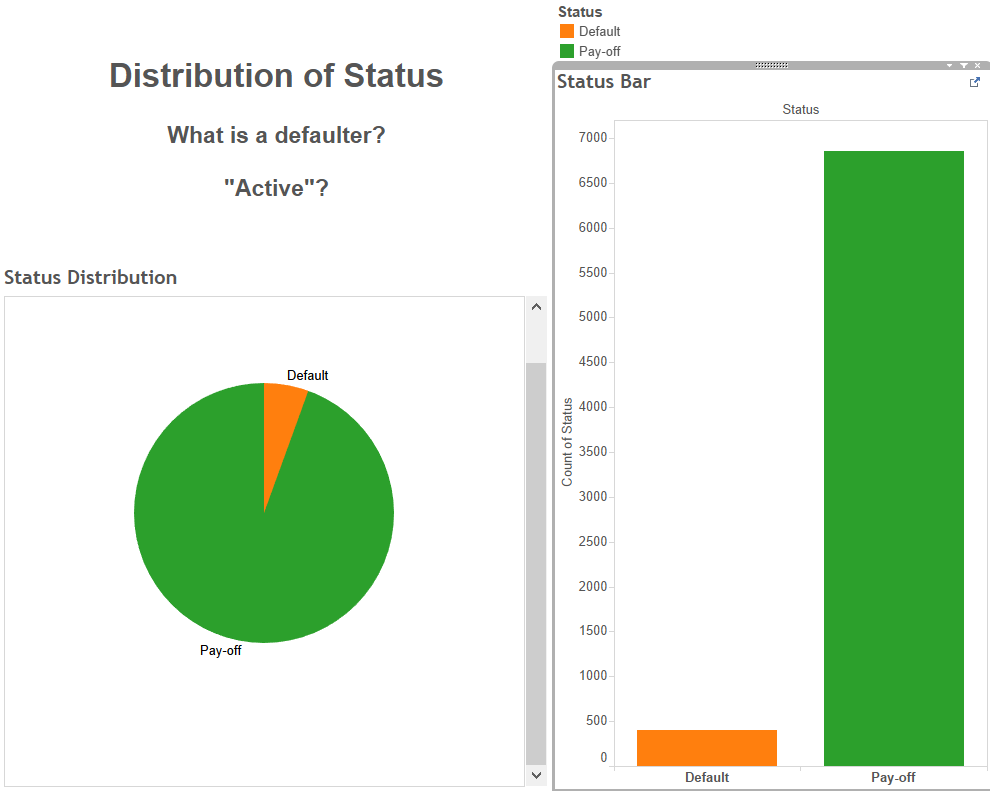 Distribution of Status
What is a defaulter?
"Active"?
Status Distribution
Default
Pay-off
Status
Default
Pay-off
Status Bar
Status
7000
6500
6000
5500
5000
4500
4000
3500
3000
2500
2000
1500
1000
500
0
Count of Status
Default
Pay-off